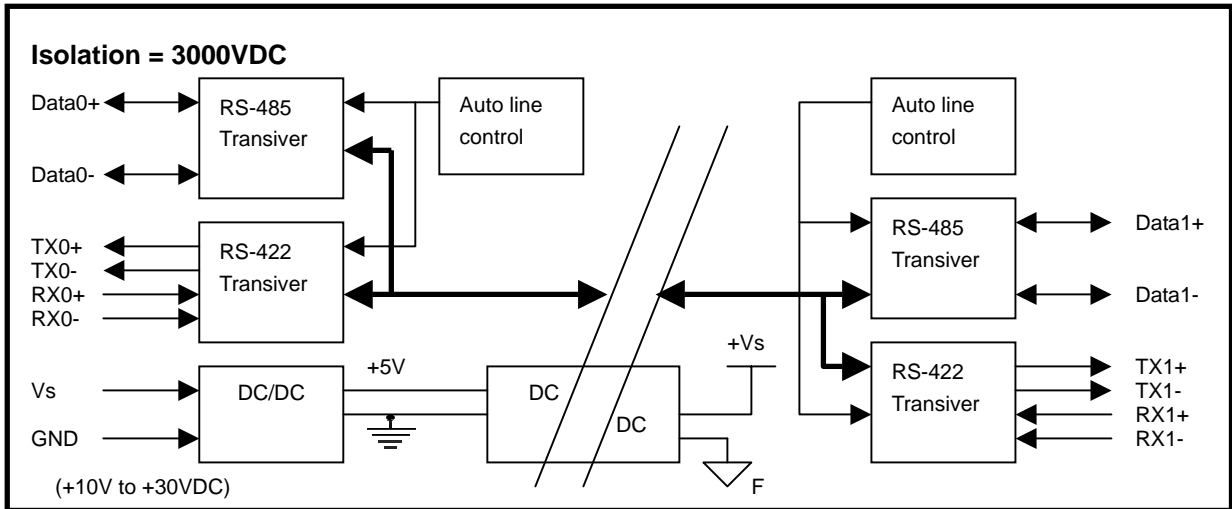 Isolation = 3000VDC
Data0+
RS-485
Transiver
Auto line
control
Data0-
TX0+
TX0-
RX0+
RX0-
RS-422
Transiver
Vs
GND
DC/DC
+5V
DC
DC
+Vs
F
(+10V to +30VDC)
Auto line
control
RS-485
Transiver
Data1+
Data1-
RS-422
Transiver
TX1+
TX1-
RX1+
RX1-